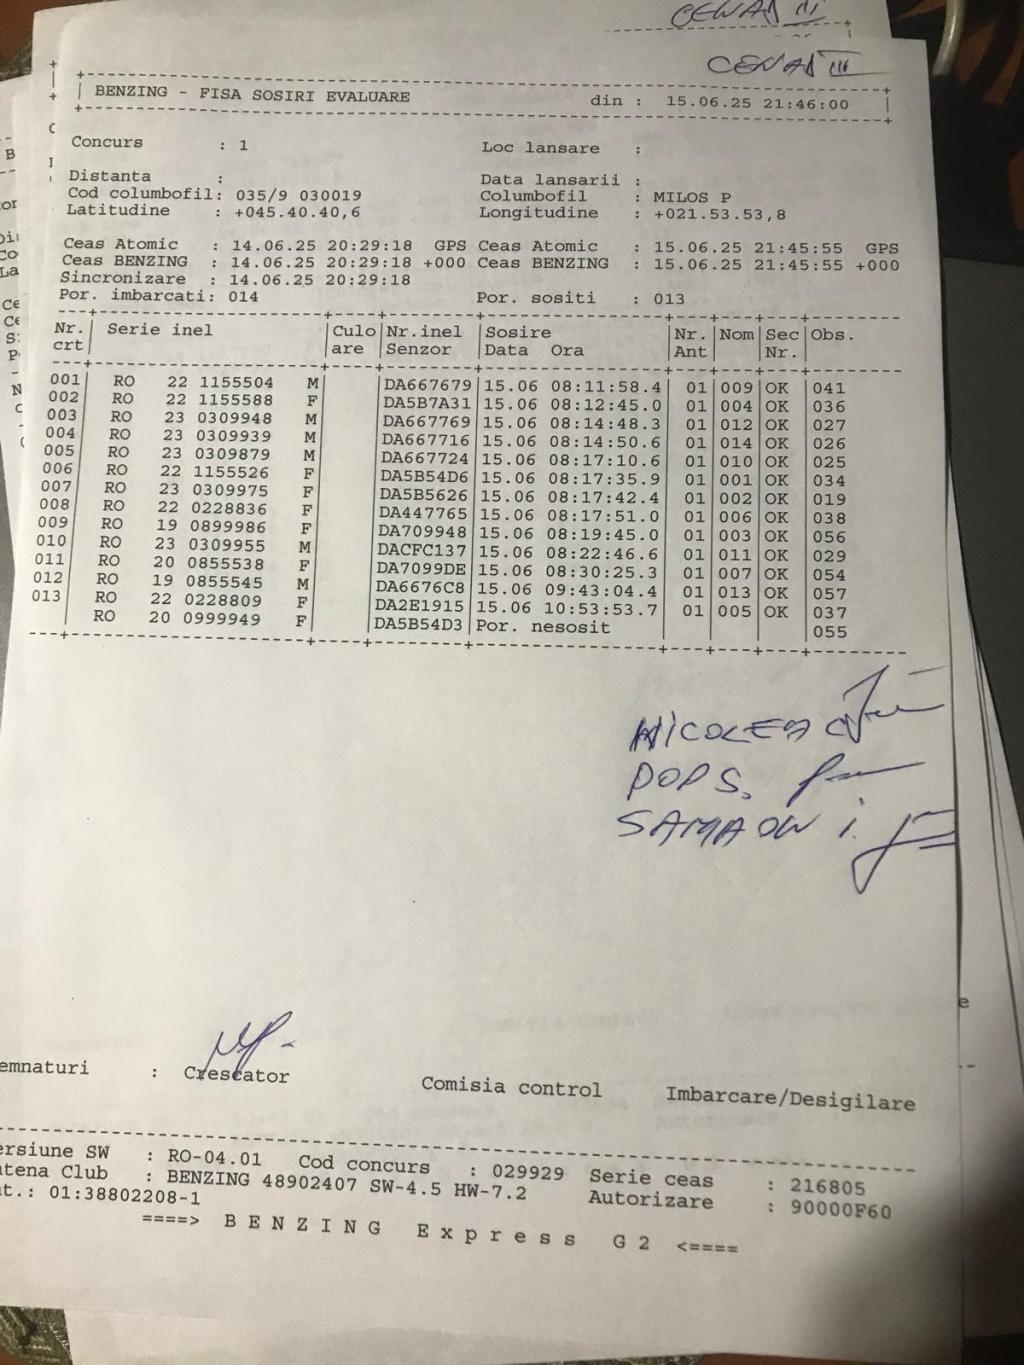 CENAD III
CENAD III
BENZING - FISA SOSIRI EVALUARE din : 15.06.25 21:46:00
Concurs : 1 Loc lansare :
Distanta : Data lansarii :
Cod columbofil: 035/9 030019 Columbofil : MILOS P
Latitudine : +045.40.40,6 Longitudine : +021.53.53,8
Ceas Atomic : 14.06.25 20:29:18 GPS Ceas Atomic : 15.06.25 21:45:55 GPS
Ceas BENZING : 14.06.25 20:29:18 +000 Ceas BENZING : 15.06.25 21:45:55 +000
Sincronizare : 14.06.25 20:29:18
Por. imbarcati: 014 Por. sositi : 013
Nr. Serie inel Culo Nr.inel Sosire Nr. Nom Sec Obs.
crt are Senzor Data Ora Ant Nr.
001 RO 22 1155504 M DA667679 15.06 08:11:58.4 01 009 OK 041
002 RO 22 1155588 F DA5B7A31 15.06 08:12:45.0 01 004 OK 036
003 RO 23 0309948 M DA667769 15.06 08:14:48.3 01 012 OK 027
004 RO 23 0309939 M DA667716 15.06 08:14:50.6 01 014 OK 026
005 RO 23 0309879 M DA667724 15.06 08:17:10.6 01 010 OK 025
006 RO 22 1155526 F DA5B54D6 15.06 08:17:35.9 01 001 OK 034
007 RO 23 0309975 F DA5B5626 15.06 08:17:42.4 01 002 OK 019
008 RO 22 0228836 F DA447765 15.06 08:17:51.0 01 006 OK 038
009 RO 19 0899986 F DA709948 15.06 08:19:45.0 01 003 OK 056
010 RO 23 0309955 M DACFC137 15.06 08:22:46.6 01 011 OK 029
011 RO 20 0855538 F DA7099DE 15.06 08:30:25.3 01 007 OK 054
012 RO 19 0855545 M DA6676C8 15.06 09:43:04.4 01 013 OK 057
013 RO 22 0228809 F DA2E1915 15.06 10:53:53.7 01 005 OK 037
RO 20 0999949 F DA5B54D3 Por. nesosit 055
POP S.
emnaturi : Crescator Comisia control Imbarcare/Desigilare
ersiune SW : RO-04.01 Cod concurs : 029929 Serie ceas : 216805
ntena Club : BENZING 48902407 SW-4.5 HW-7.2 Autorizare : 90000F60
at.: 01:38802208-1
====> B E N Z I N G E x p r e s s G 2 <====